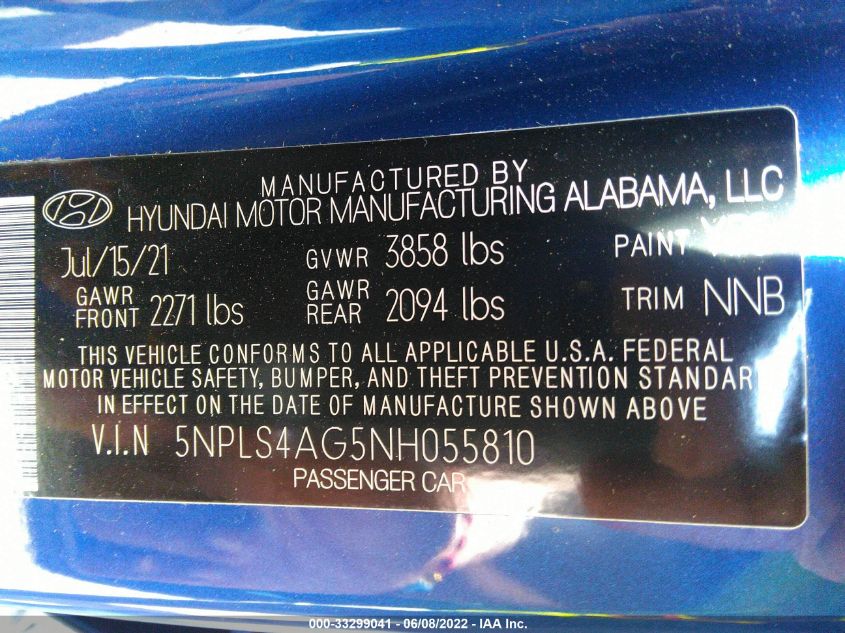 MANUFACTURED BY
HYUNDAI MOTOR MANUFACTURING ALABAMA, LLC
Jul/15/21 GVWR 3858 lbs PAINT
GAWR FRONT 2271 lbs GAWR REAR 2094 lbs TRIM NNB
THIS VEHICLE CONFORMS TO ALL APPLICABLE U.S.A. FEDERAL
MOTOR VEHICLE SAFETY, BUMPER, AND THEFT PREVENTION STANDAR
IN EFFECT ON THE DATE OF MANUFACTURE SHOWN ABOVE
V.I.N 5NPLS4AG5NH055810
PASSENGER CAR
000-33299041 - 06/08/2022 - IAA Inc.